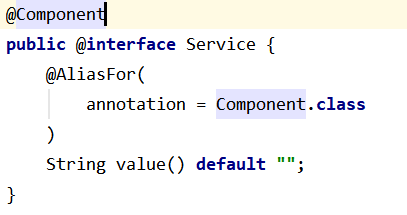 @Component
public @interface Service {
    @AliasFor(
        annotation = Component.class
    )
    String value() default "";
}